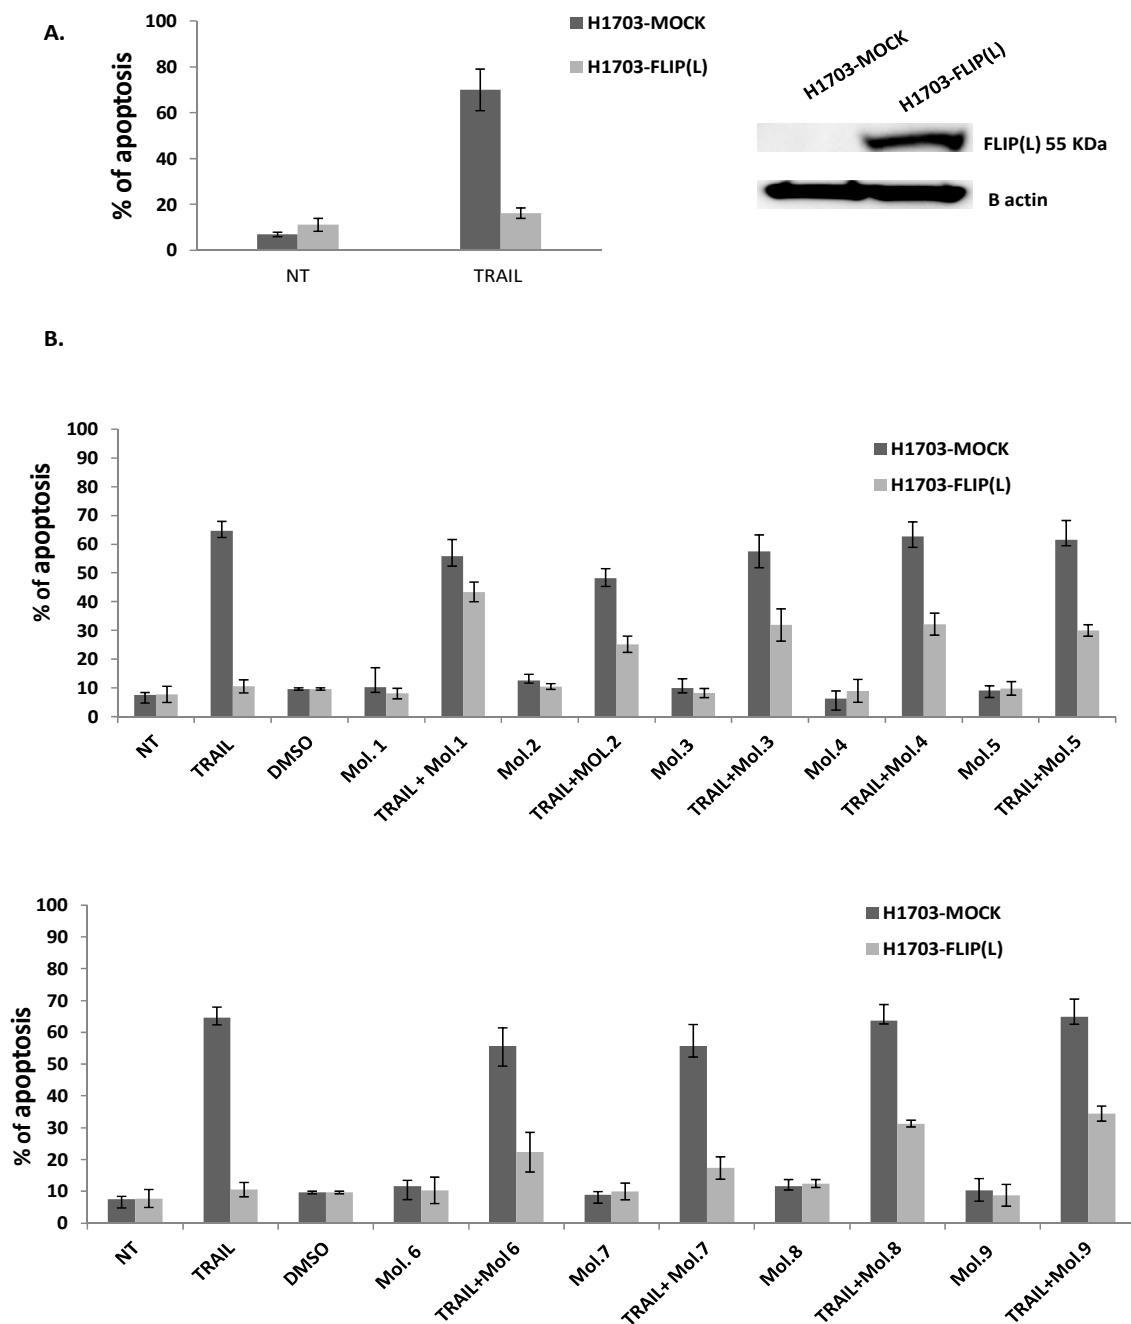 A.
% of apoptosis
100
80
60
40
20
0
NT
TRAIL
H1703-MOCK
H1703-FLIP(L)
H1703-MOCK
H1703-FLIP(L)
FLIP(L) 55 KDa
B actin
B.
% of apoptosis
100
90
80
70
60
50
40
30
20
10
0
H1703-MOCK
H1703-FLIP(L)
NT
TRAIL
DMSO
Mol. 1
TRAIL+ Mol.1
Mol.2
TRAIL+MOL.2
Mol.3
TRAIL+Mol.3
Mol.4
TRAIL+Mol.4
Mol.5
TRAIL+Mol.5
% of apoptosis
100
90
80
70
60
50
40
30
20
10
0
H1703-MOCK
H1703-FLIP(L)
NT
TRAIL
DMSO
Mol. 6
TRAIL+Mol 6
Mol.7
TRAIL+ Mol.7
Mol.8
TRAIL+Mol.8
Mol.9
TRAIL+Mol.9